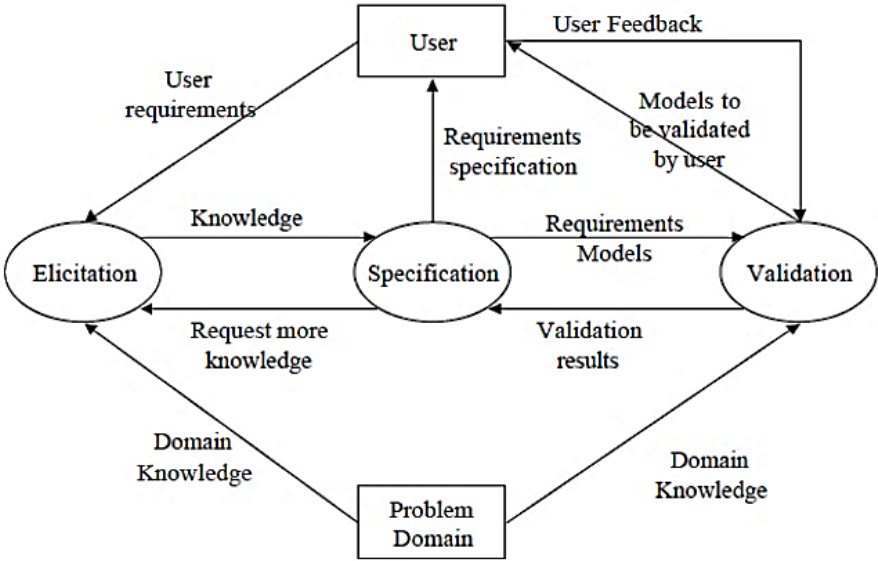 User Feedback
User
User
requirements
Models to
be validated
by user
Requirements
specification
Knowledge
Requirements
Models
Elicitation
Specification
Validation
Request more
knowledge
Validation
results
Domain
Knowledge
Domain
Knowledge
Problem
Domain